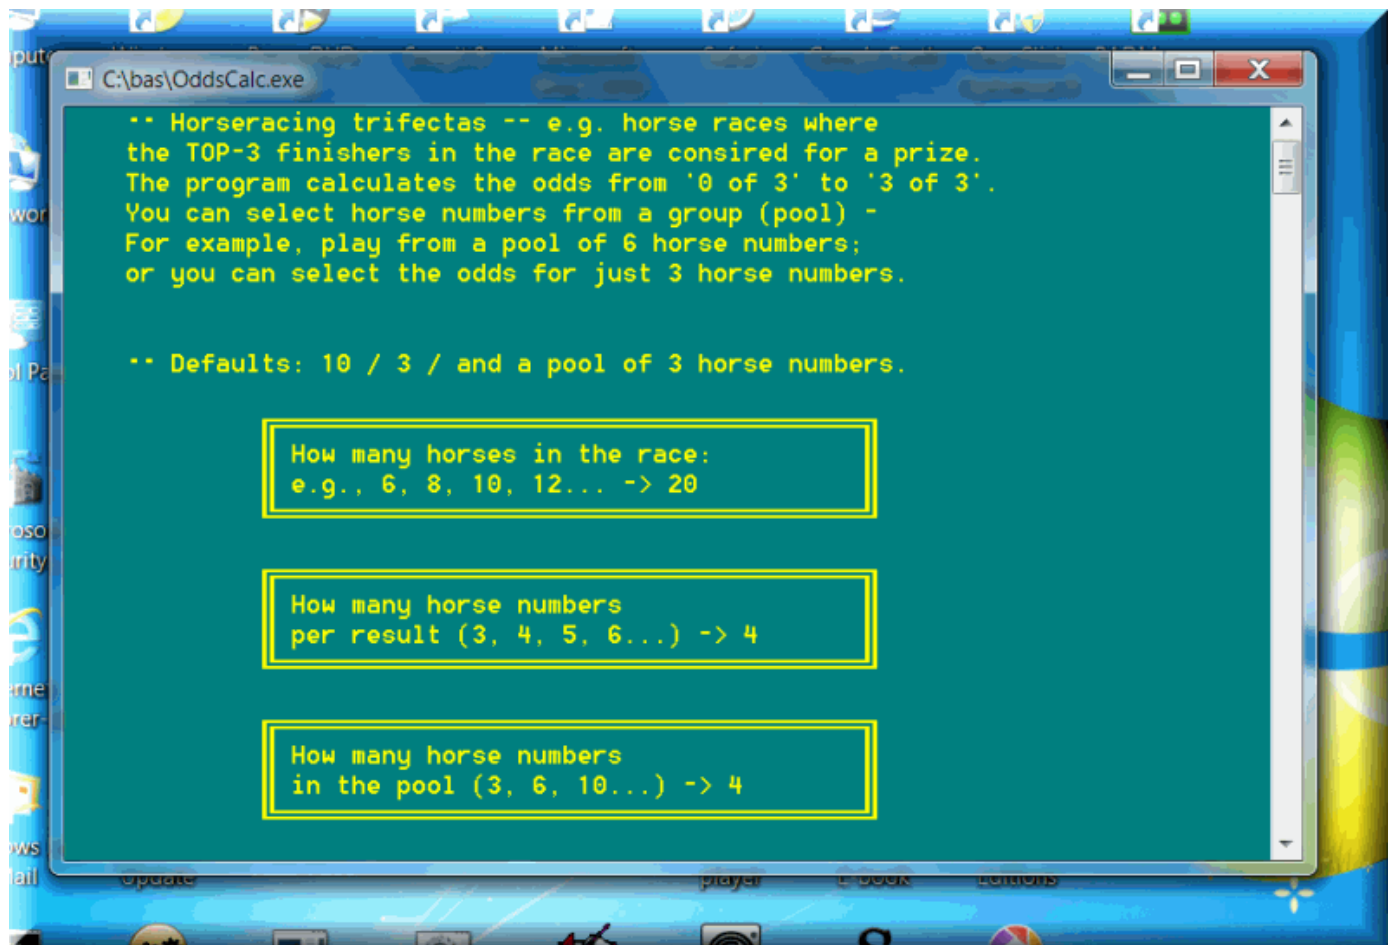 C:\bas\OddsCalc.exe
-- Horseracing trifectas -- e.g. horse races where
the TOP-3 finishers in the race are consired for a prize.
The program calculates the odds from '0 of 3' to '3 of 3'.
You can select horse numbers from a group (pool) -
For example, play from a pool of 6 horse numbers;
or you can select the odds for just 3 horse numbers.
-- Defaults: 10 / 3 / and a pool of 3 horse numbers.
How many horses in the race:
e.g., 6, 8, 10, 12... -> 20
How many horse numbers
per result (3, 4, 5, 6...) -> 4
How many horse numbers
in the pool (3, 6, 10...) -> 4
Update
player
E-book
Editions